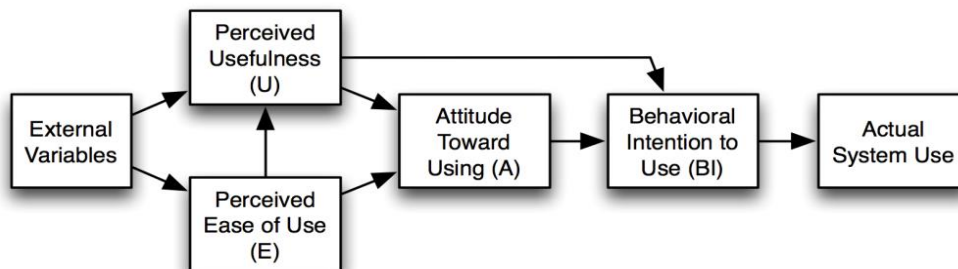 External
Variables
Perceived
Usefulness
(U)
Perceived
Ease of Use
(E)
Attitude
Toward
Using (A)
Behavioral
Intention to
Use (BI)
Actual
System Use